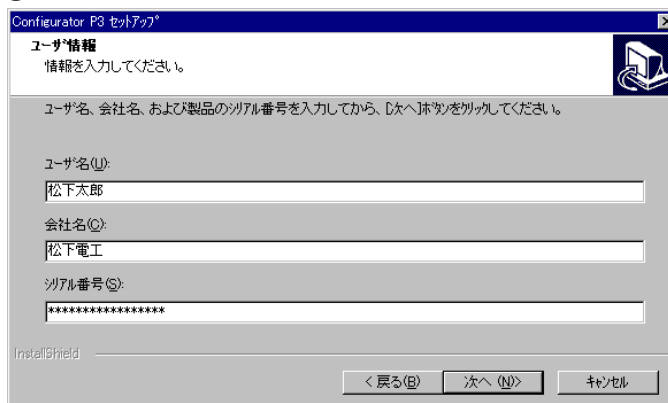 Configurator P3 セットアップ
ユーザ情報
情報を入力してください。
ユーザ名、会社名、および製品のシリアル番号を入力してから、[次へ]ボタンをクリックしてください。
ユーザ名(U):
松下太郎
会社名(C):
松下電工
シリアル番号(S):
*****************
InstallShield
< 戻る(B)
次へ (N)>
キャンセル